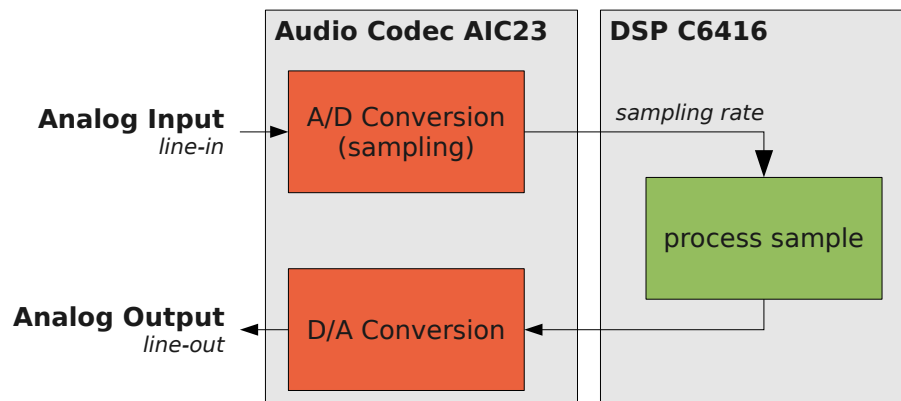 Audio Codec AIC23
DSP C6416
Analog Input
line-in
A/D Conversion
(sampling)
sampling rate
process sample
Analog Output
line-out
D/A Conversion